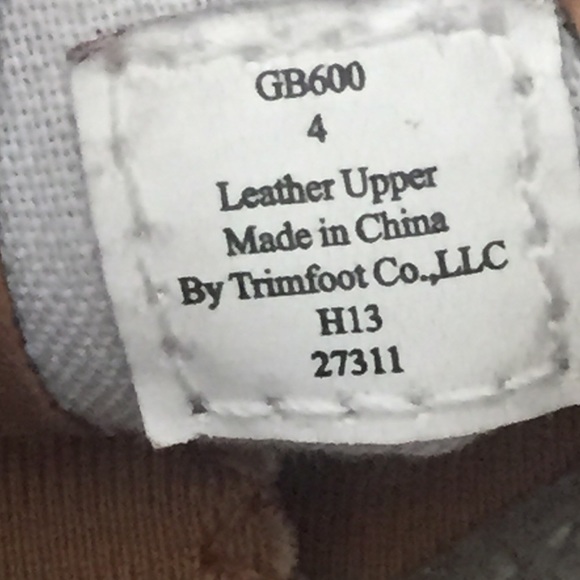 GB600
4
Leather Upper
Made in China
By Trimfoot Co.,LLC
H13
27311